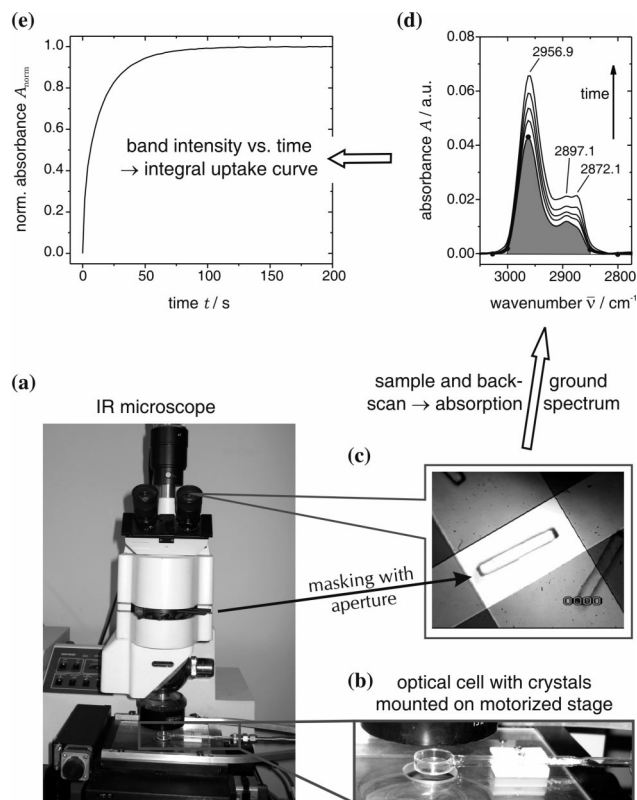 (e)
1.0
0.8
0.6
0.4
0.2
0.0
norm. absorbance Anorm
band intensity vs. time
→ integral uptake curve
0 50 100 150 200
time t / s
(d)
0.08
0.06
0.04
0.02
0.00
absorbance A / a.u.
2956.9
time
2897.1
2872.1
3000 2900 2800
wavenumber ν̄ / cm⁻¹
(a)
IR microscope
sample and back- ground
scan → absorption spectrum
(c)
masking with
aperture
(b)
optical cell with crystals
mounted on motorized stage